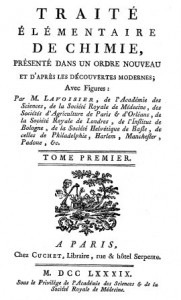 TRAITÉ
ÉLÉMENTAIRE
DE CHIMIE,
PRÉSENTÉ DANS UN ORDRE NOUVEAU
ET D'APRÈS LES DÉCOUVERTES MODERNES;
Avec Figures:
Par M. LAVOISIER, de l'Académie des
Sciences, de la Société Royale de Médecine, des
Sociétés d'Agriculture de Paris & d'Orléans, de
la Société Royale de Londres, de l'Institut de
Bologne, de la Société Helvétique de Basle, de
celles de Philadelphie, Harlem, Manchester,
Padoue, &c.
TOME PREMIER.
A PARIS,
Chez CUCHET, Libraire, rue & hôtel Serpente.
M. DCC. LXXXIX.
Sous le Privilège de l'Académie des Sciences & de la
Société Royale de Médecine.